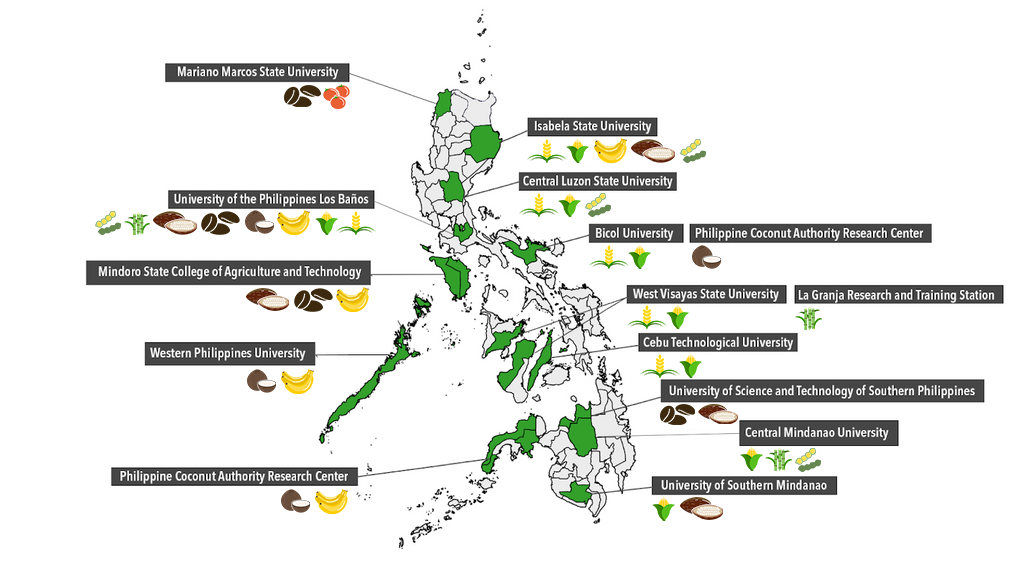 Mariano Marcos State University
Isabela State University
Central Luzon State University
University of the Philippines Los Baños
Bicol University
Philippine Coconut Authority Research Center
Mindoro State College of Agriculture and Technology
West Visayas State University
La Granja Research and Training Station
Cebu Technological University
Western Philippines University
University of Science and Technology of Southern Philippines
Central Mindanao University
Philippine Coconut Authority Research Center
University of Southern Mindanao